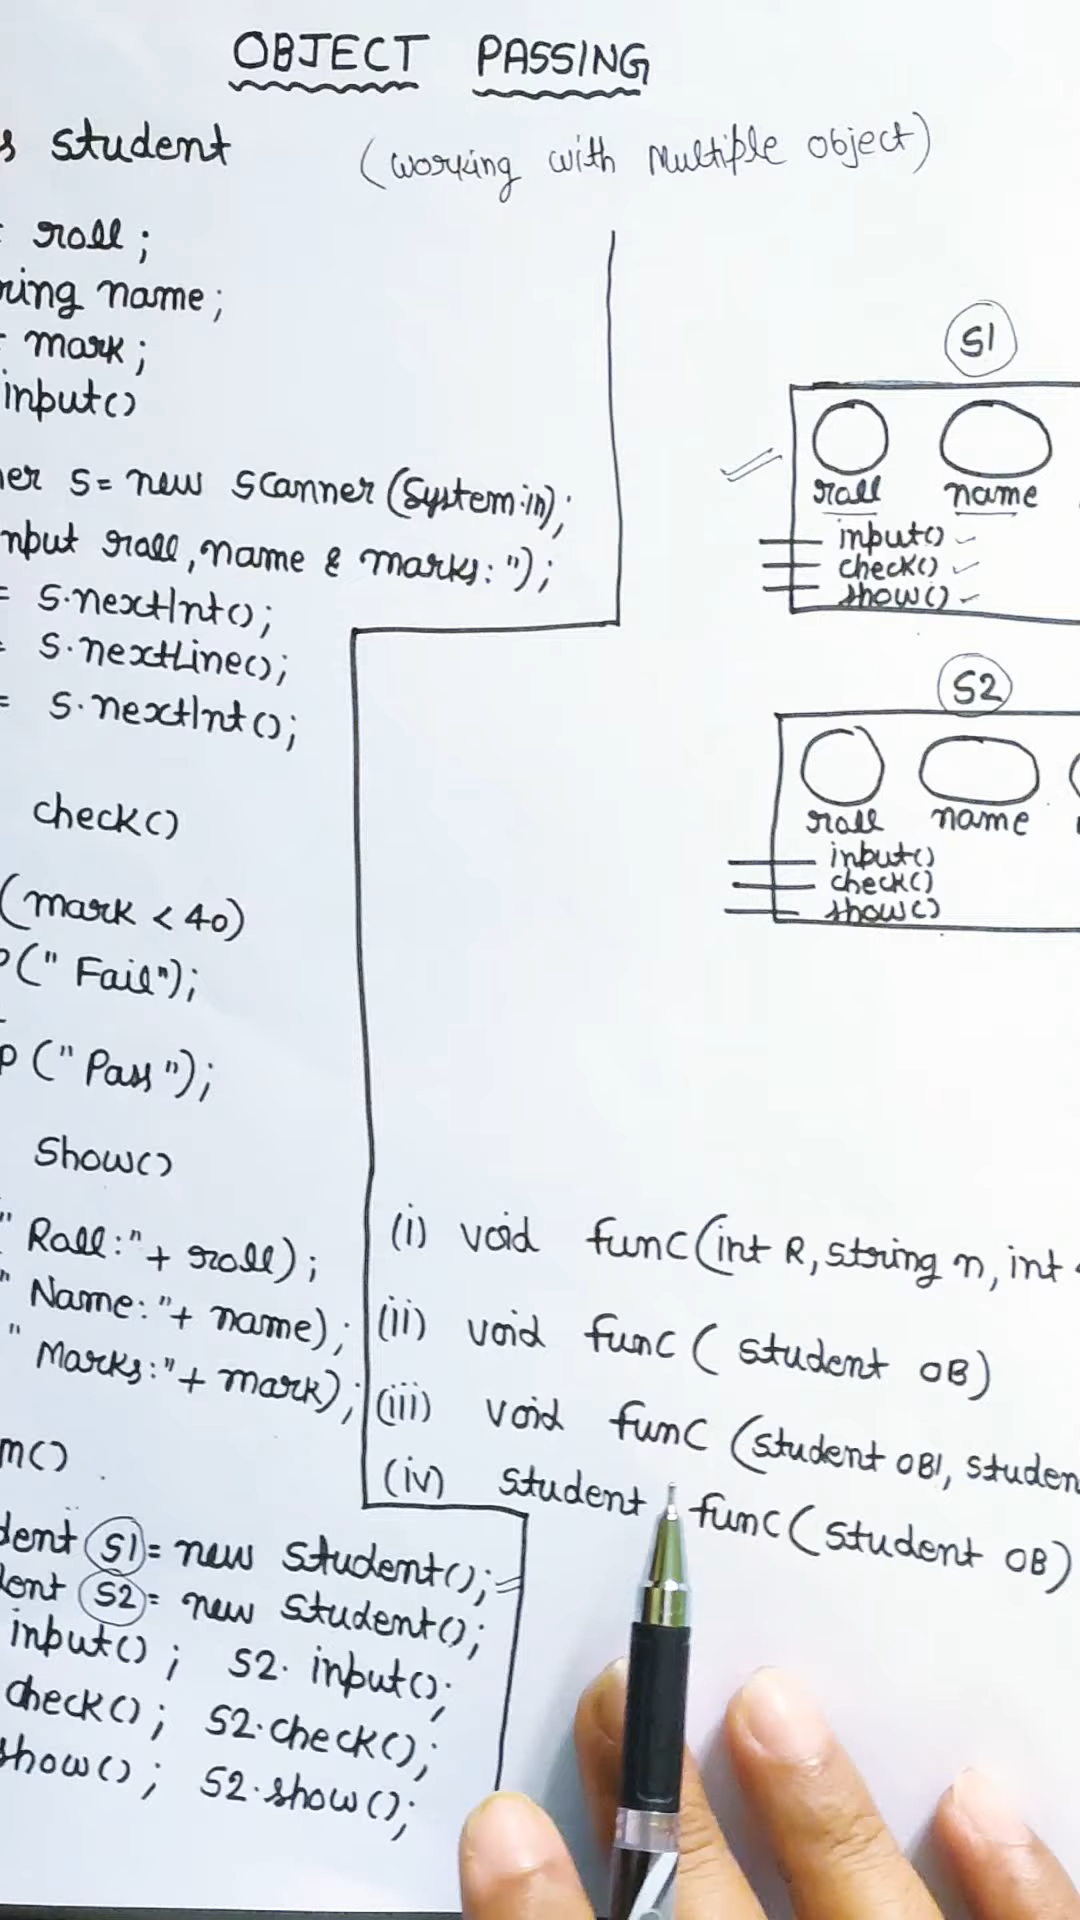 OBJECT PASSING
s student
(working with Multiple object)
roll;
ring name;
mark;
input()
ner s = new scanner(System.in);
nput roll, name & marks: ");
= s.nextInt();
= s.nextLine();
= s.nextInt();
check()
(mark < 40)
P(" Fail");
P (" Pass ");
Show()
" Roll:"+ roll);
" Name:"+ name);
" Marks:"+ mark);
m()
dent S1 = new student();
dent S2 = new student();
input(); S2. input();
check(); S2.check();
show(); S2.show();
S1
roll name
input()
check()
show()
S2
roll name
input()
check()
show()
(i) void func(int R, string n, int
(ii) void func( student OB)
(iii) void func (student OB1, studen
(iv) student func(student OB)